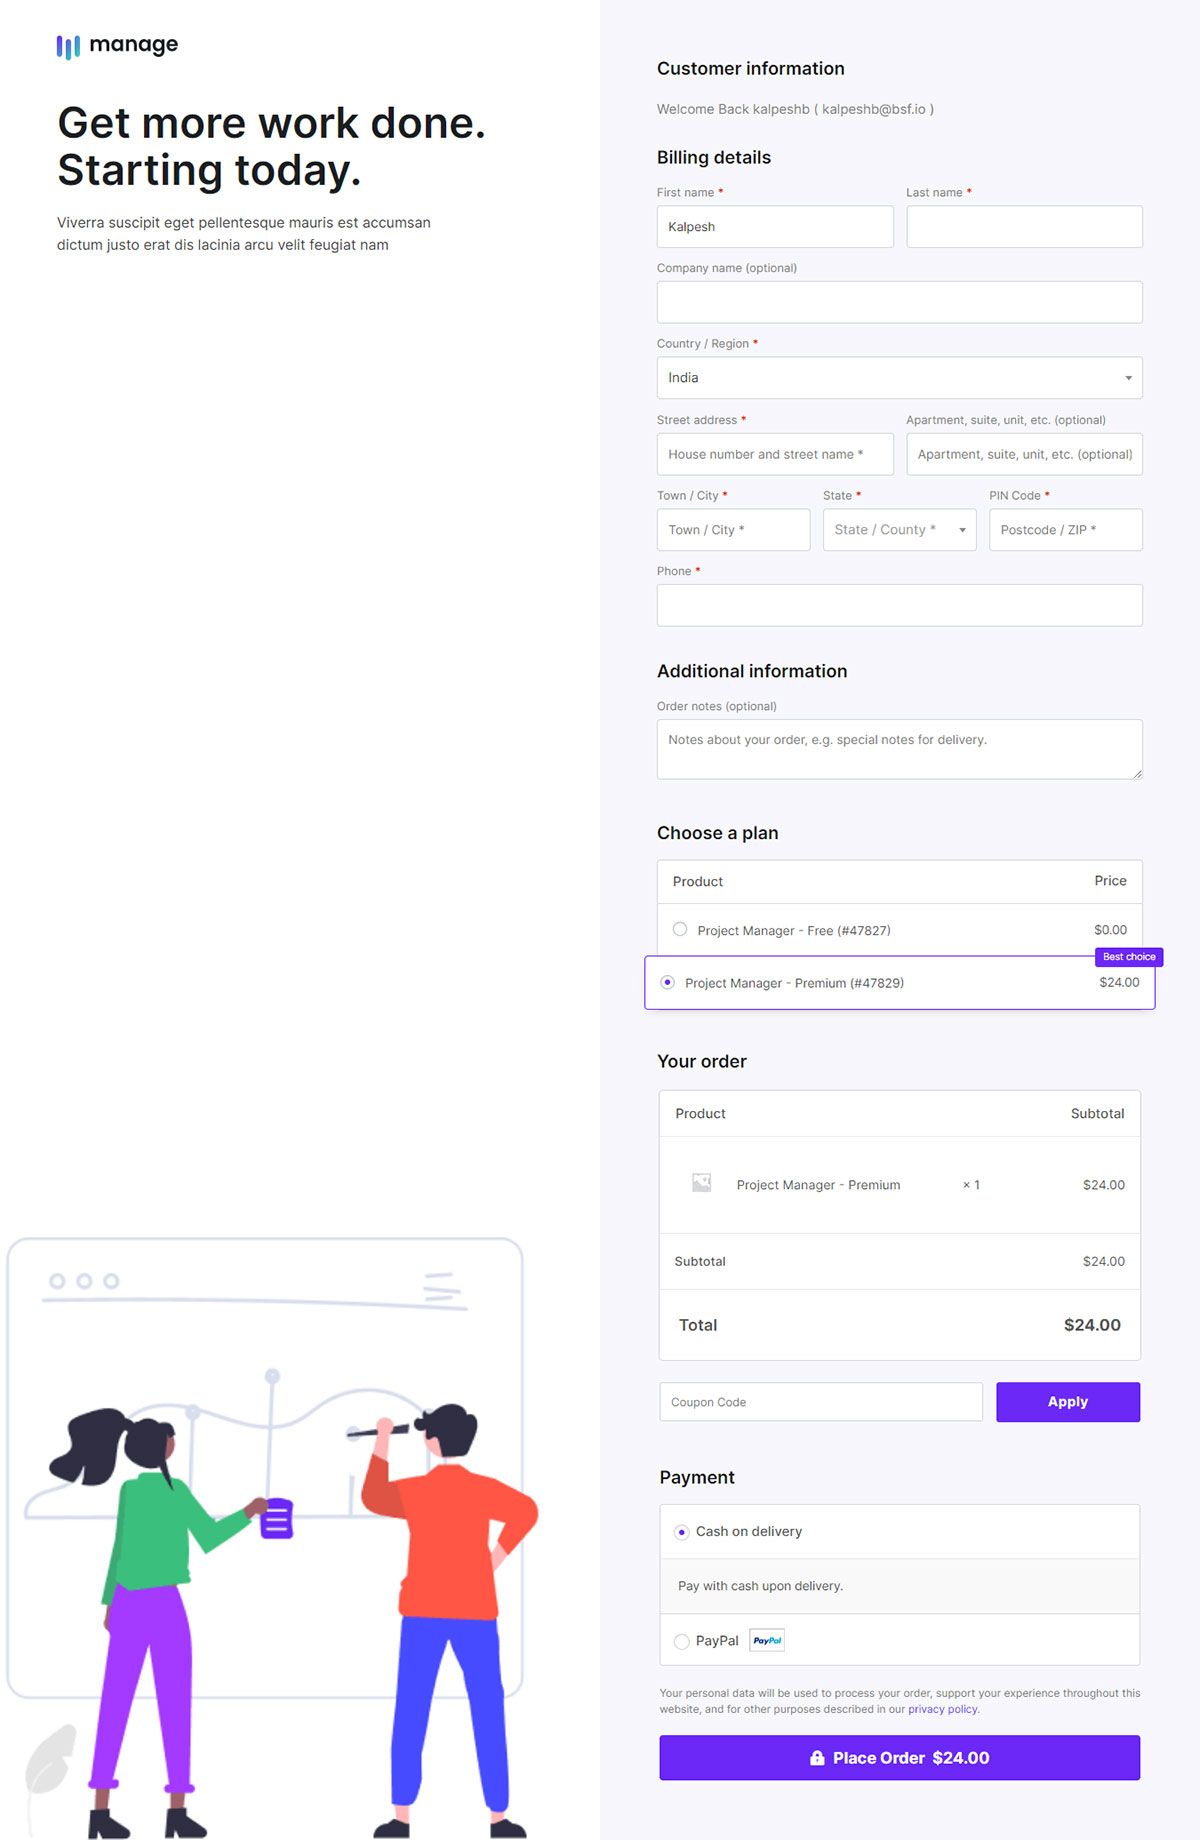 manage
Get more work done.
Starting today.
Viverra suscipit eget pellentesque mauris est accumsan
dictum justo erat dis lacinia arcu velit feugiat nam
Customer information
Welcome Back kalpeshb ( kalpeshb@bsf.io )
Billing details
First name * Last name *
Kalpesh
Company name (optional)
Country / Region *
India
Street address * Apartment, suite, unit, etc. (optional)
House number and street name * Apartment, suite, unit, etc. (optional)
Town / City * State * PIN Code *
Town / City * State / County * Postcode / ZIP *
Phone *
Additional information
Order notes (optional)
Notes about your order, e.g. special notes for delivery.
Choose a plan
Product Price
Project Manager - Free (#47827) $0.00
Best choice
Project Manager - Premium (#47829) $24.00
Your order
Product Subtotal
Project Manager - Premium × 1 $24.00
Subtotal $24.00
Total $24.00
Coupon Code Apply
Payment
Cash on delivery
Pay with cash upon delivery.
PayPal PayPal
Your personal data will be used to process your order, support your experience throughout this
website, and for other purposes described in our privacy policy.
Place Order $24.00